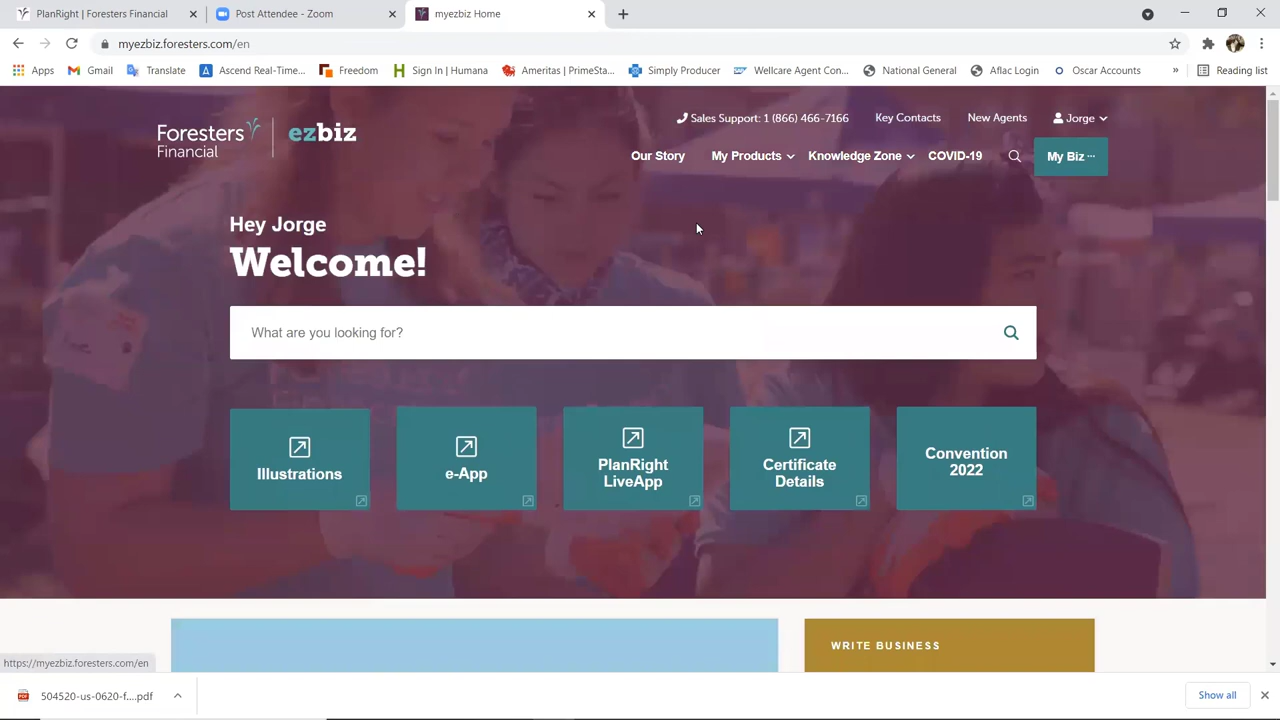 PlanRight | Foresters Financial
Post Attendee - Zoom
myezbiz Home
myezbiz.foresters.com/en
Apps
Gmail
Translate
Ascend Real-Time...
Freedom
Sign In | Humana
Ameritas | PrimeSta...
Simply Producer
Wellcare Agent Con...
National General
Aflac Login
Oscar Accounts
»
Reading list
Foresters Financial
ezbiz
Sales Support: 1 (866) 466-7166
Key Contacts
New Agents
Jorge
Our Story
My Products
Knowledge Zone
COVID-19
My Biz ···
Hey Jorge
Welcome!
What are you looking for?
Illustrations
e-App
PlanRight
LiveApp
Certificate
Details
Convention
2022
WRITE BUSINESS
https://myezbiz.foresters.com/en
504520-us-0620-f....pdf
Show all